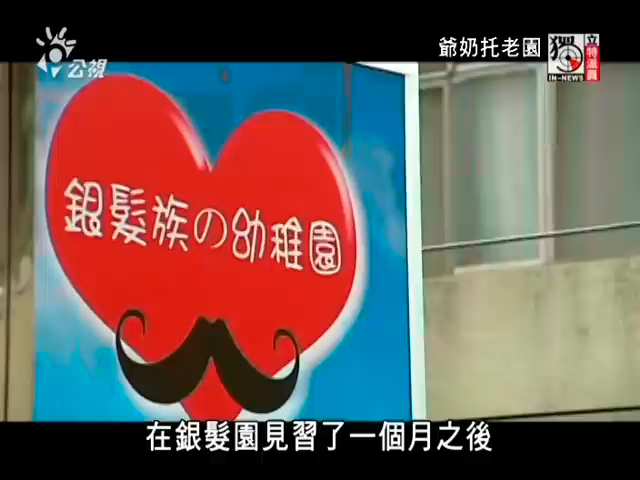 公視
爺奶托老園
獨立特派員
IN-NEWS
銀髮族の幼稚園
在銀髮園見習了一個月之後